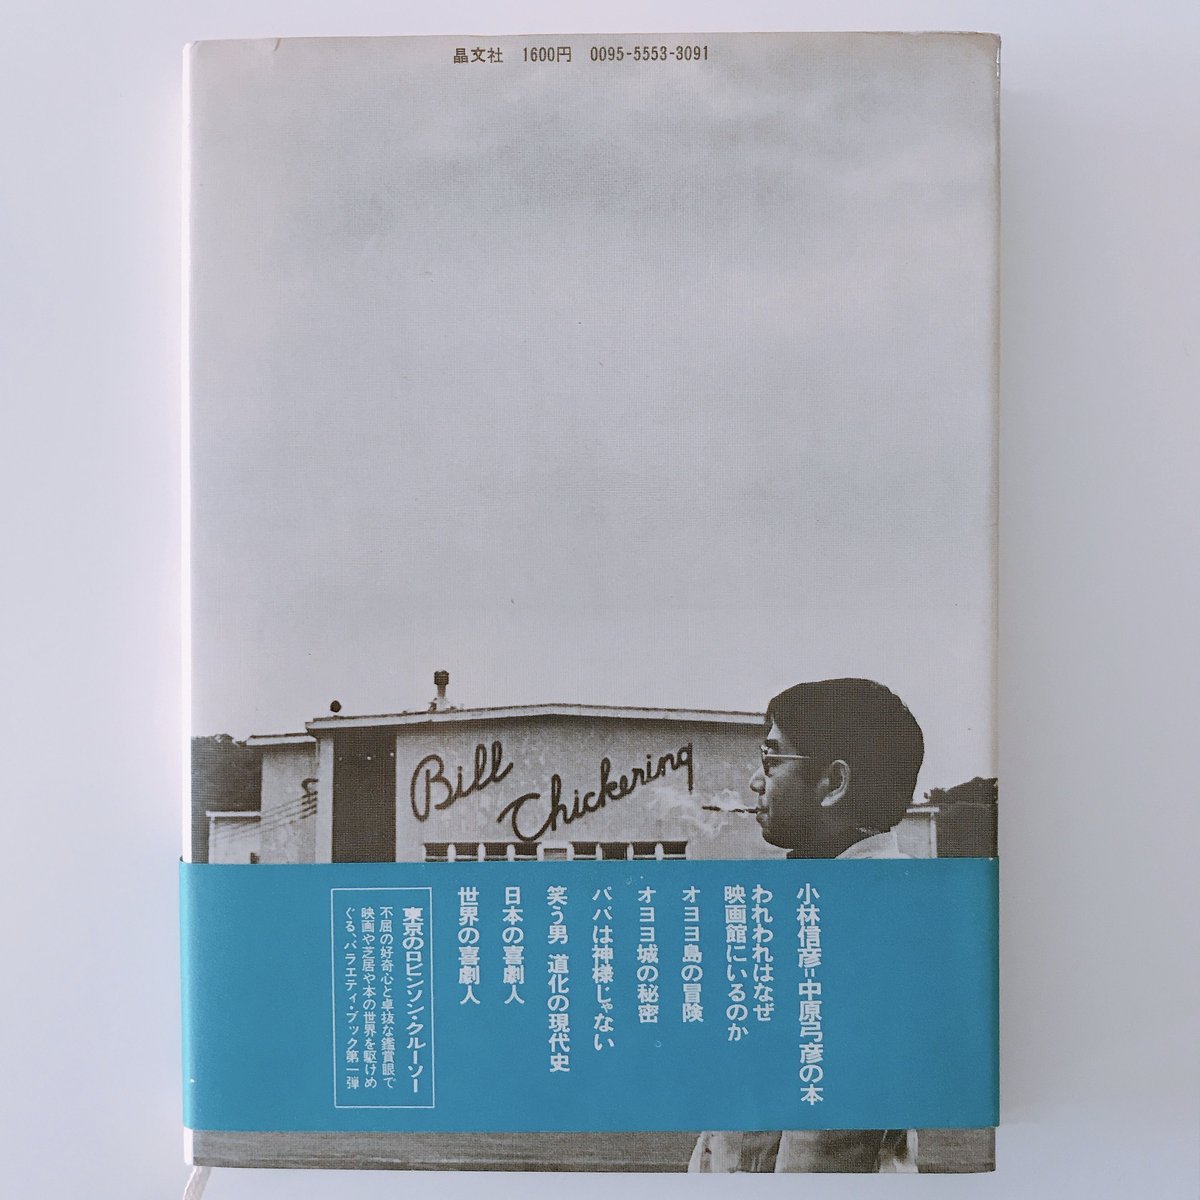 晶文社　1600円　0095-5553-3091
Bill
Chickering
小林信彦=中原弓彦の本
われわれはなぜ
映画館にいるのか
オヨヨ島の冒険
オヨヨ城の秘密
パパは神様じゃない
笑う男 道化の現代史
日本の喜劇人
世界の喜劇人
東京のロビンソン・クルーソー
不屈の好奇心と卓抜な鑑賞眼で
映画や芝居や本の世界を駆けめ
ぐる、バラエティ・ブック第一弾